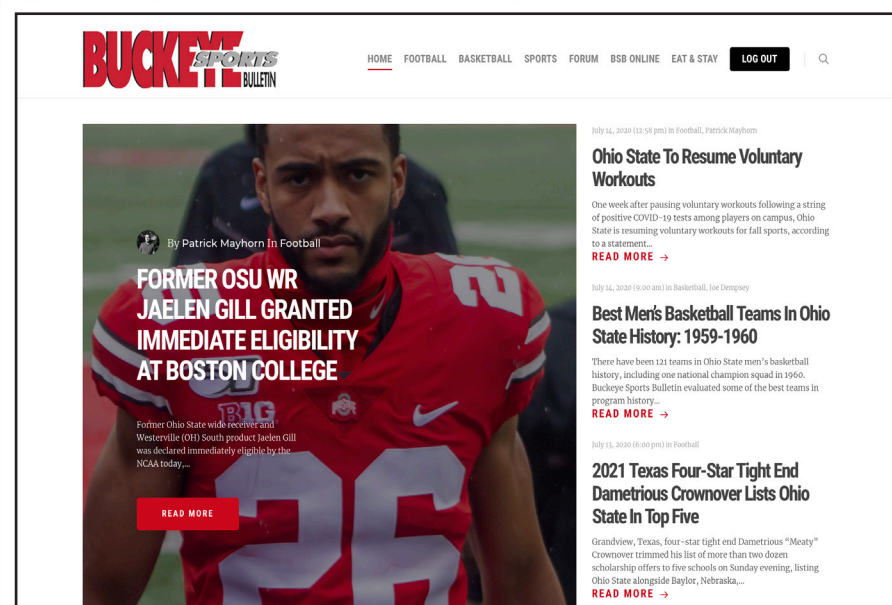 BUCKEYE
SPORTS
BULLETIN
HOME FOOTBALL BASKETBALL SPORTS FORUM BSB ONLINE EAT & STAY LOG OUT
By Patrick Mayhorn In Football
FORMER OSU WR
JAELEN GILL GRANTED
IMMEDIATE ELIGIBILITY
AT BOSTON COLLEGE
Former Ohio State wide receiver and
Westerville (OH) South product Jaelen Gill
was declared immediately eligible by the
NCAA today,...
READ MORE
B1G
26
July 14, 2020 (12:58 pm) in Football, Patrick Mayhorn
Ohio State To Resume Voluntary
Workouts
One week after pausing voluntary workouts following a string
of positive COVID-19 tests among players on campus, Ohio
State is resuming voluntary workouts for fall sports, according
to a statement...
READ MORE →
July 14, 2020 (9:00 am) in Basketball, Joe Dempsey
Best Men's Basketball Teams In Ohio
State History: 1959-1960
There have been 121 teams in Ohio State men's basketball
history, including one national champion squad in 1960.
Buckeye Sports Bulletin evaluated some of the best teams in
program history...
READ MORE →
July 13, 2020 (6:00 pm) in Football
2021 Texas Four-Star Tight End
Dametrious Crownover Lists Ohio
State In Top Five
Grandview, Texas, four-star tight end Dametrious “Meaty”
Crownover trimmed his list of more than two dozen
scholarship offers to five schools on Sunday evening, listing
Ohio State alongside Baylor, Nebraska,...
READ MORE →